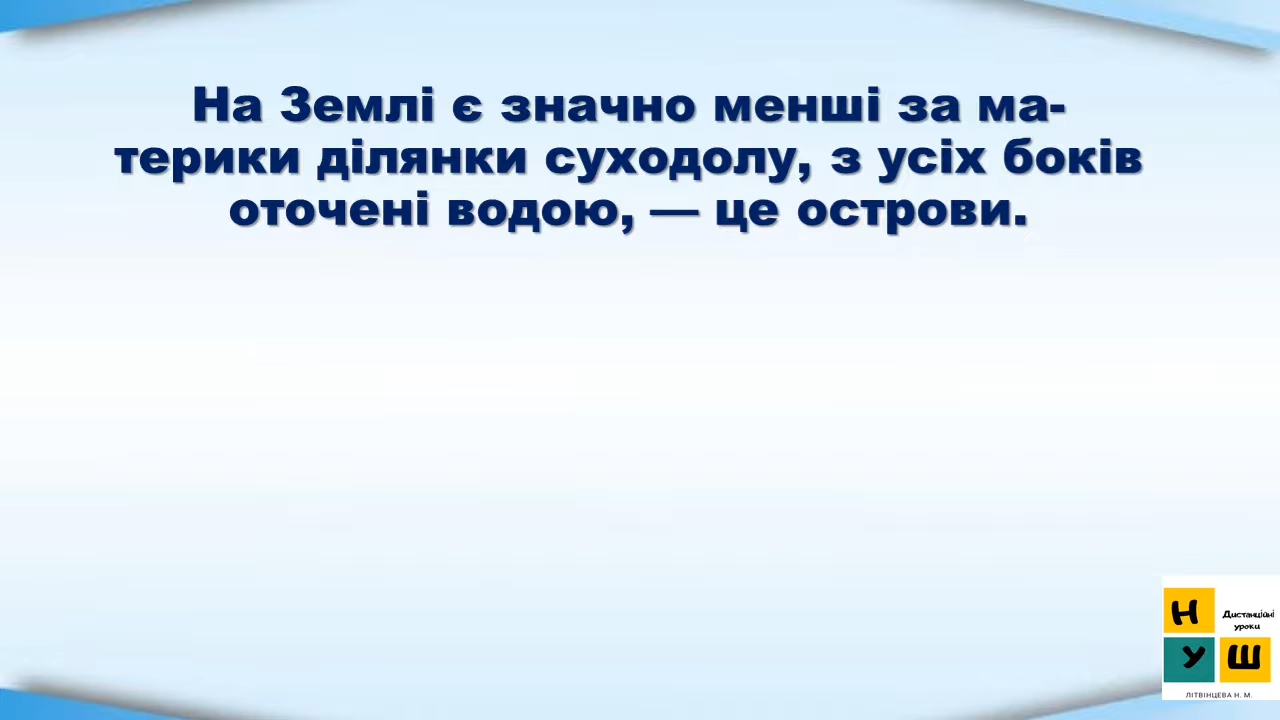 На Землі є значно менші за ма-
терики ділянки суходолу, з усіх боків
оточені водою, — це острови.
Н
Дистанційні
уроки
У Ш
ЛІТВІНЦЕВА Н. М.